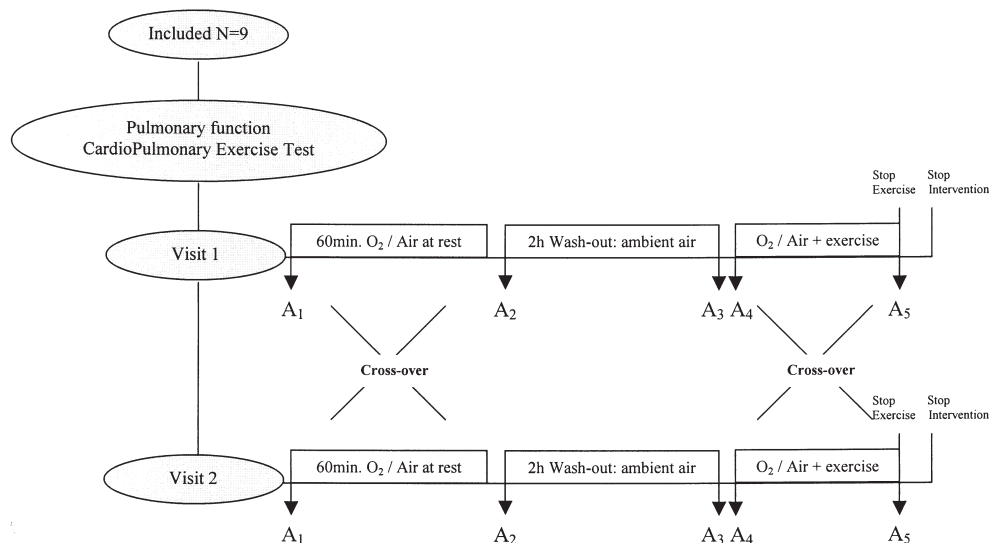 Included N=9
Pulmonary function
CardioPulmonary Exercise Test
Stop Exercise
Stop Intervention
Visit 1
60min. O₂ / Air at rest
2h Wash-out: ambient air
O₂ / Air + exercise
A₁ A₂ A₃ A₄ A₅
Cross-over Cross-over
Stop Exercise
Stop Intervention
Visit 2
60min. O₂ / Air at rest
2h Wash-out: ambient air
O₂ / Air + exercise
A₁ A₂ A₃ A₄ A₅